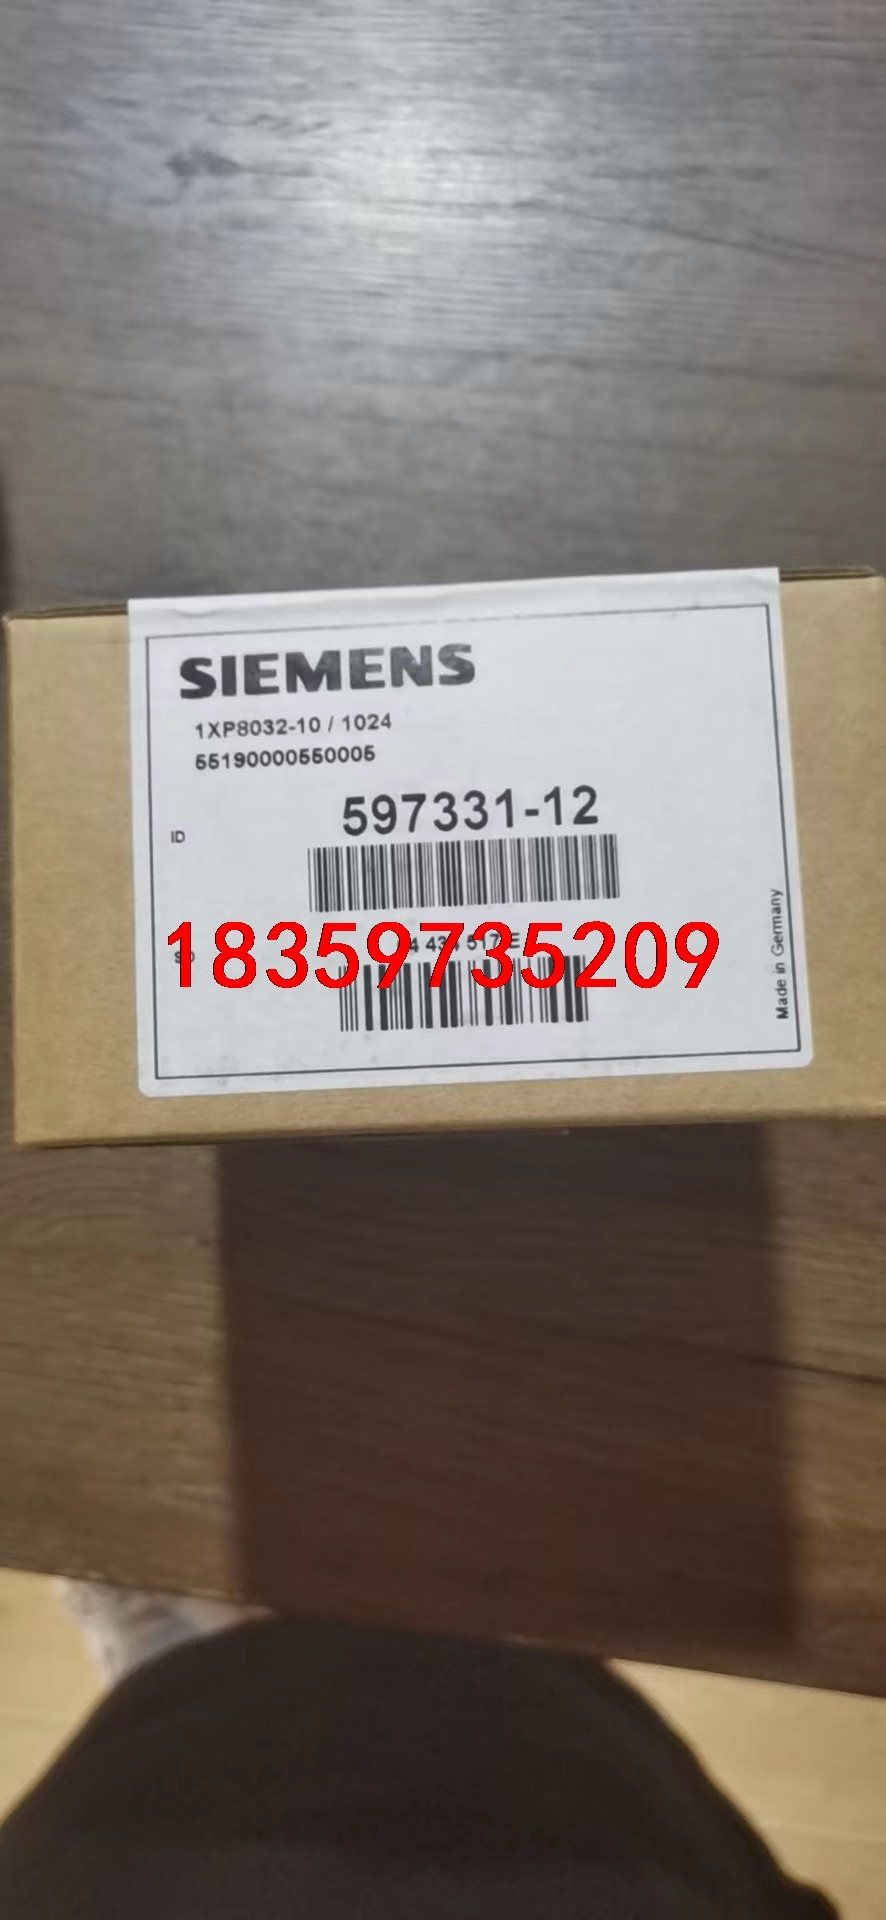 SIEMENS
1XP8032-10 / 1024
55190000550005
ID
597331-12
18359735209
Made in Germany